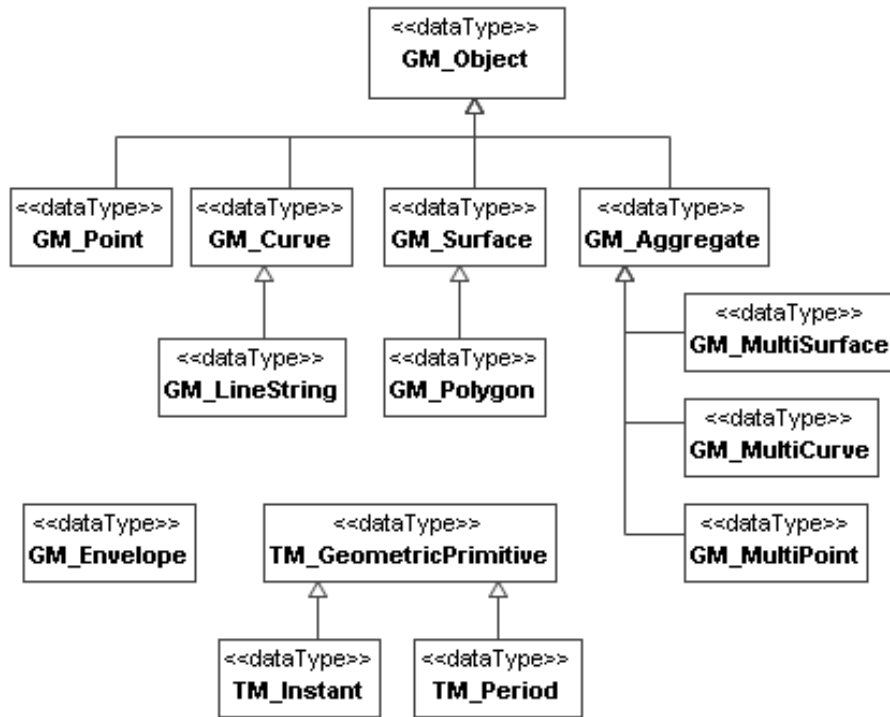 <<dataType>>
GM_Object
<<dataType>>
GM_Point
<<dataType>>
GM_Curve
<<dataType>>
GM_Surface
<<dataType>>
GM_Aggregate
<<dataType>>
GM_MultiSurface
<<dataType>>
GM_LineString
<<dataType>>
GM_Polygon
<<dataType>>
GM_MultiCurve
<<dataType>>
GM_Envelope
<<dataType>>
TM_GeometricPrimitive
<<dataType>>
GM_MultiPoint
<<dataType>>
TM_Instant
<<dataType>>
TM_Period